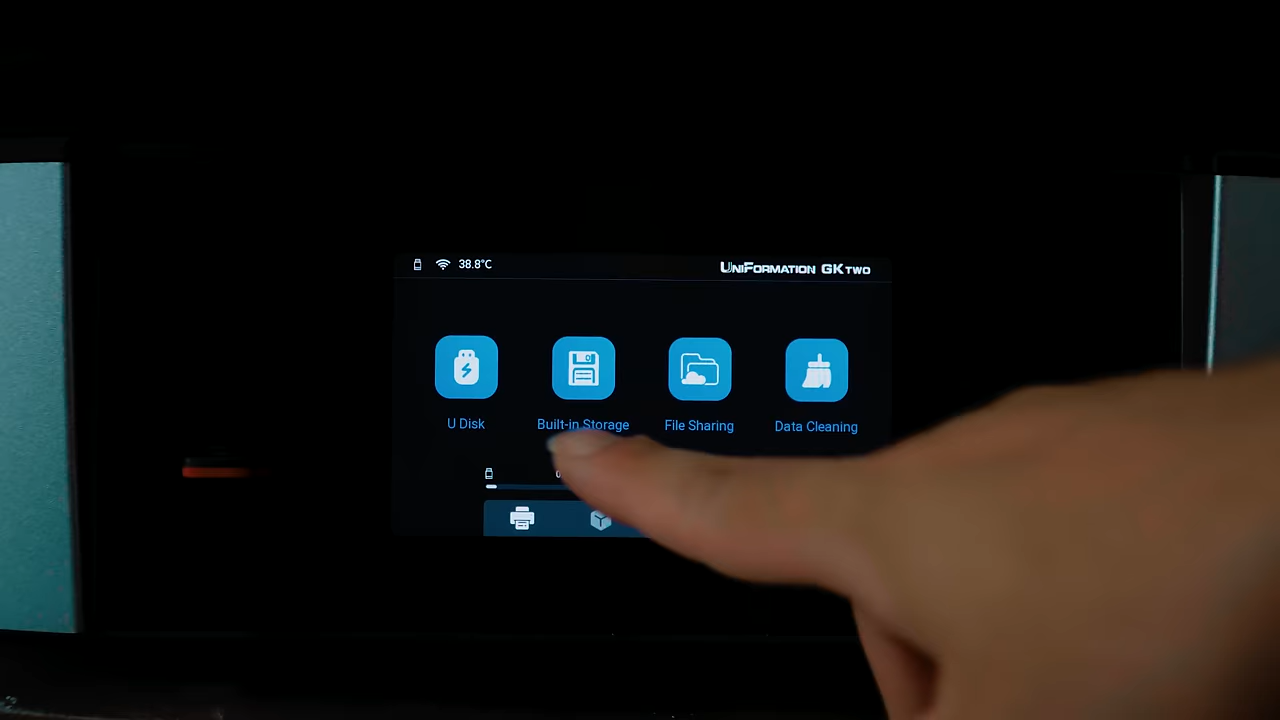 38.8°C
UNIFORMATION GKTWO
U Disk
Built-in Storage
File Sharing
Data Cleaning